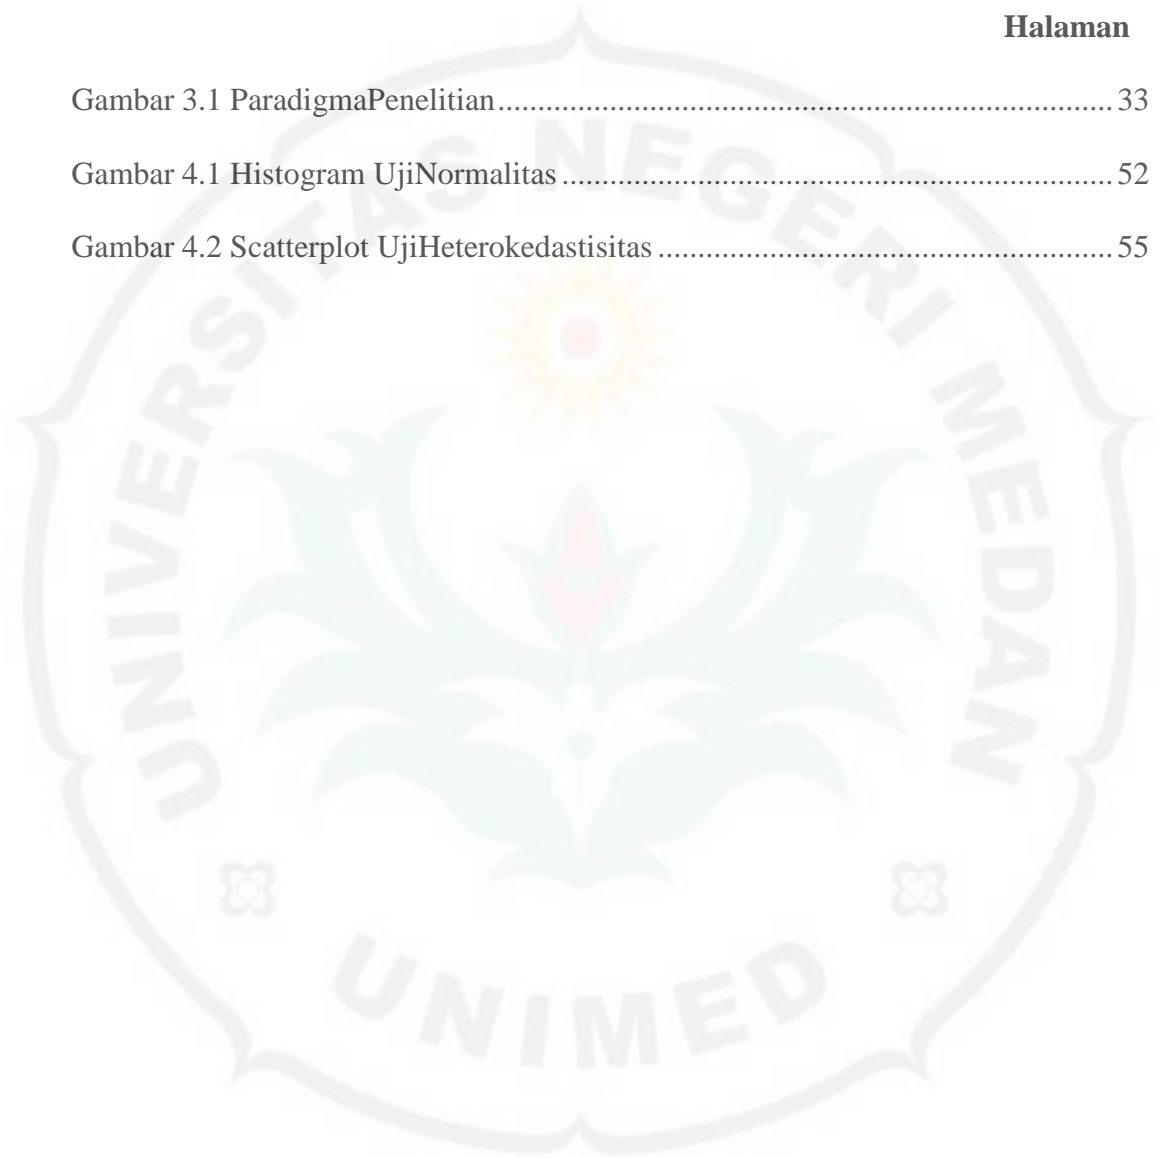 Halaman
Gambar 3.1 ParadigmaPenelitian 33
Gambar 4.1 Histogram UjiNormalitas 52
Gambar 4.2 Scatterplot UjiHeterokedastisitas 55
UNIVERSITAS NEGERI MEDAN
UNIMED